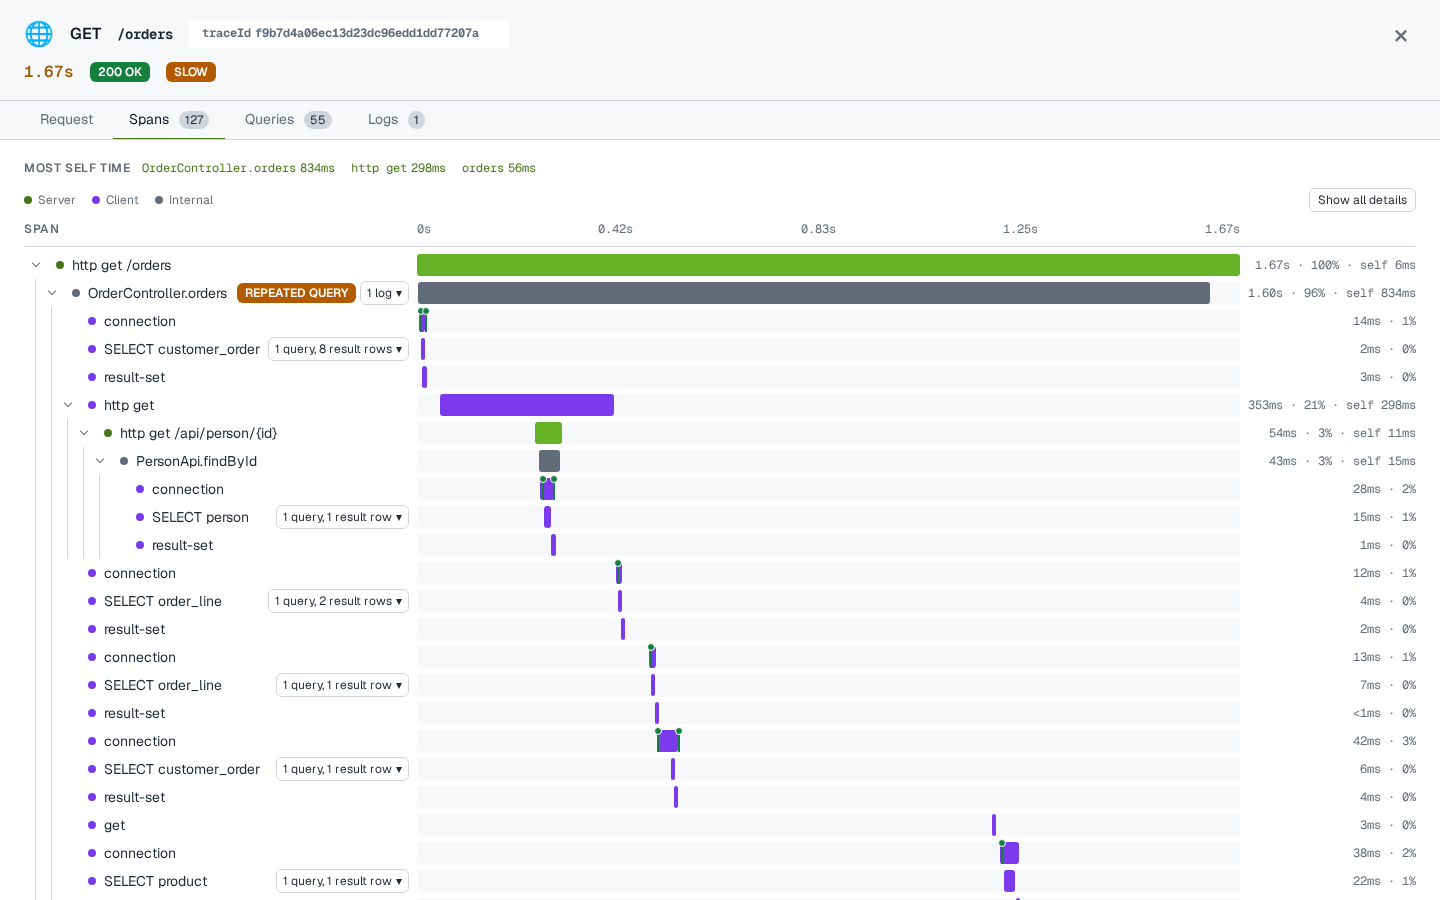 GET /orders traceId f9b7d4a06ec13d23dc96edd1dd77207a ×
1.67s 200 OK SLOW
Request Spans 127 Queries 55 Logs 1
MOST SELF TIME OrderController.orders 834ms http get 298ms orders 56ms
Server Client Internal Show all details
SPAN 0s 0.42s 0.83s 1.25s 1.67s
http get /orders 1.67s · 100% · self 6ms
OrderController.orders REPEATED QUERY 1 log ▾ 1.60s · 96% · self 834ms
connection 14ms · 1%
SELECT customer_order 1 query, 8 result rows ▾ 2ms · 0%
result-set 3ms · 0%
http get 353ms · 21% · self 298ms
http get /api/person/{id} 54ms · 3% · self 11ms
PersonApi.findById 43ms · 3% · self 15ms
connection 28ms · 2%
SELECT person 1 query, 1 result row ▾ 15ms · 1%
result-set 1ms · 0%
connection 12ms · 1%
SELECT order_line 1 query, 2 result rows ▾ 4ms · 0%
result-set 2ms · 0%
connection 13ms · 1%
SELECT order_line 1 query, 1 result row ▾ 7ms · 0%
result-set <1ms · 0%
connection 42ms · 3%
SELECT customer_order 1 query, 1 result row ▾ 6ms · 0%
result-set 4ms · 0%
get 3ms · 0%
connection 38ms · 2%
SELECT product 1 query, 1 result row ▾ 22ms · 1%